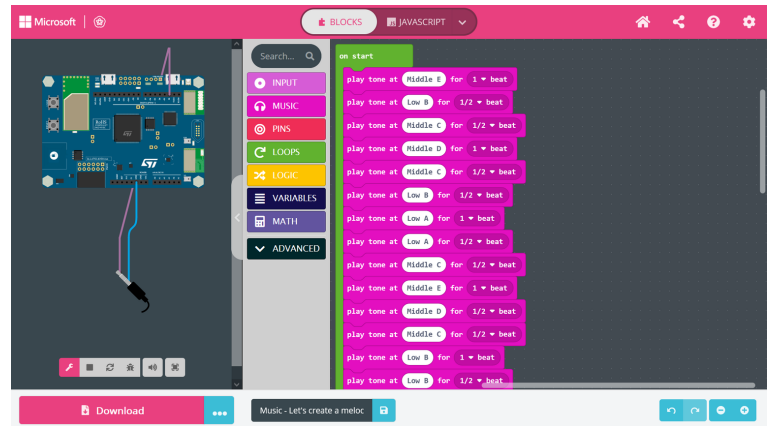 Microsoft
BLOCKS
JAVASCRIPT
Search...
INPUT
MUSIC
PINS
LOOPS
LOGIC
VARIABLES
MATH
ADVANCED
on start
play tone at Middle E for 1 beat
play tone at Low B for 1/2 beat
play tone at Middle C for 1/2 beat
play tone at Middle D for 1 beat
play tone at Middle C for 1/2 beat
play tone at Low B for 1/2 beat
play tone at Low A for 1 beat
play tone at Low A for 1/2 beat
play tone at Middle C for 1/2 beat
play tone at Middle E for 1 beat
play tone at Middle D for 1/2 beat
play tone at Middle C for 1/2 beat
play tone at Low B for 1 beat
play tone at Low B for 1/2 beat
Download
Music - Let's create a meloc